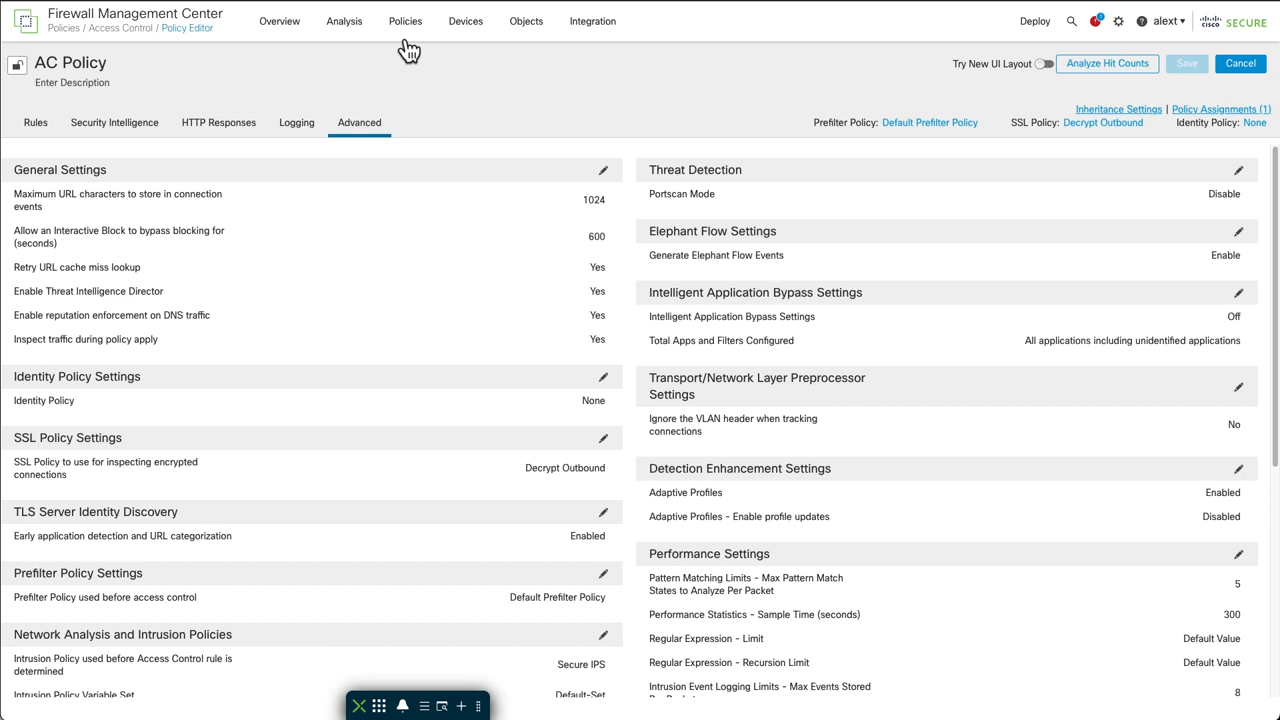 Firewall Management Center
Policies / Access Control / Policy Editor
Overview
Analysis
Policies
Devices
Objects
Integration
Deploy
alext
cisco SECURE
AC Policy
Enter Description
Try New UI Layout
Analyze Hit Counts
Save
Cancel
Inheritance Settings | Policy Assignments (1)
Rules
Security Intelligence
HTTP Responses
Logging
Advanced
Prefilter Policy: Default Prefilter Policy
SSL Policy: Decrypt Outbound
Identity Policy: None
General Settings
Maximum URL characters to store in connection
events
1024
Allow an Interactive Block to bypass blocking for
(seconds)
600
Retry URL cache miss lookup
Yes
Enable Threat Intelligence Director
Yes
Enable reputation enforcement on DNS traffic
Yes
Inspect traffic during policy apply
Yes
Identity Policy Settings
Identity Policy
None
SSL Policy Settings
SSL Policy to use for inspecting encrypted
connections
Decrypt Outbound
TLS Server Identity Discovery
Early application detection and URL categorization
Enabled
Prefilter Policy Settings
Prefilter Policy used before access control
Default Prefilter Policy
Network Analysis and Intrusion Policies
Intrusion Policy used before Access Control rule is
determined
Secure IPS
Intrusion Policy Variable Set
Default-Set
Threat Detection
Portscan Mode
Disable
Elephant Flow Settings
Generate Elephant Flow Events
Enable
Intelligent Application Bypass Settings
Intelligent Application Bypass Settings
Off
Total Apps and Filters Configured
All applications including unidentified applications
Transport/Network Layer Preprocessor
Settings
Ignore the VLAN header when tracking
connections
No
Detection Enhancement Settings
Adaptive Profiles
Enabled
Adaptive Profiles - Enable profile updates
Disabled
Performance Settings
Pattern Matching Limits - Max Pattern Match
States to Analyze Per Packet
5
Performance Statistics - Sample Time (seconds)
300
Regular Expression - Limit
Default Value
Regular Expression - Recursion Limit
Default Value
Intrusion Event Logging Limits - Max Events Stored
Per Packet
8